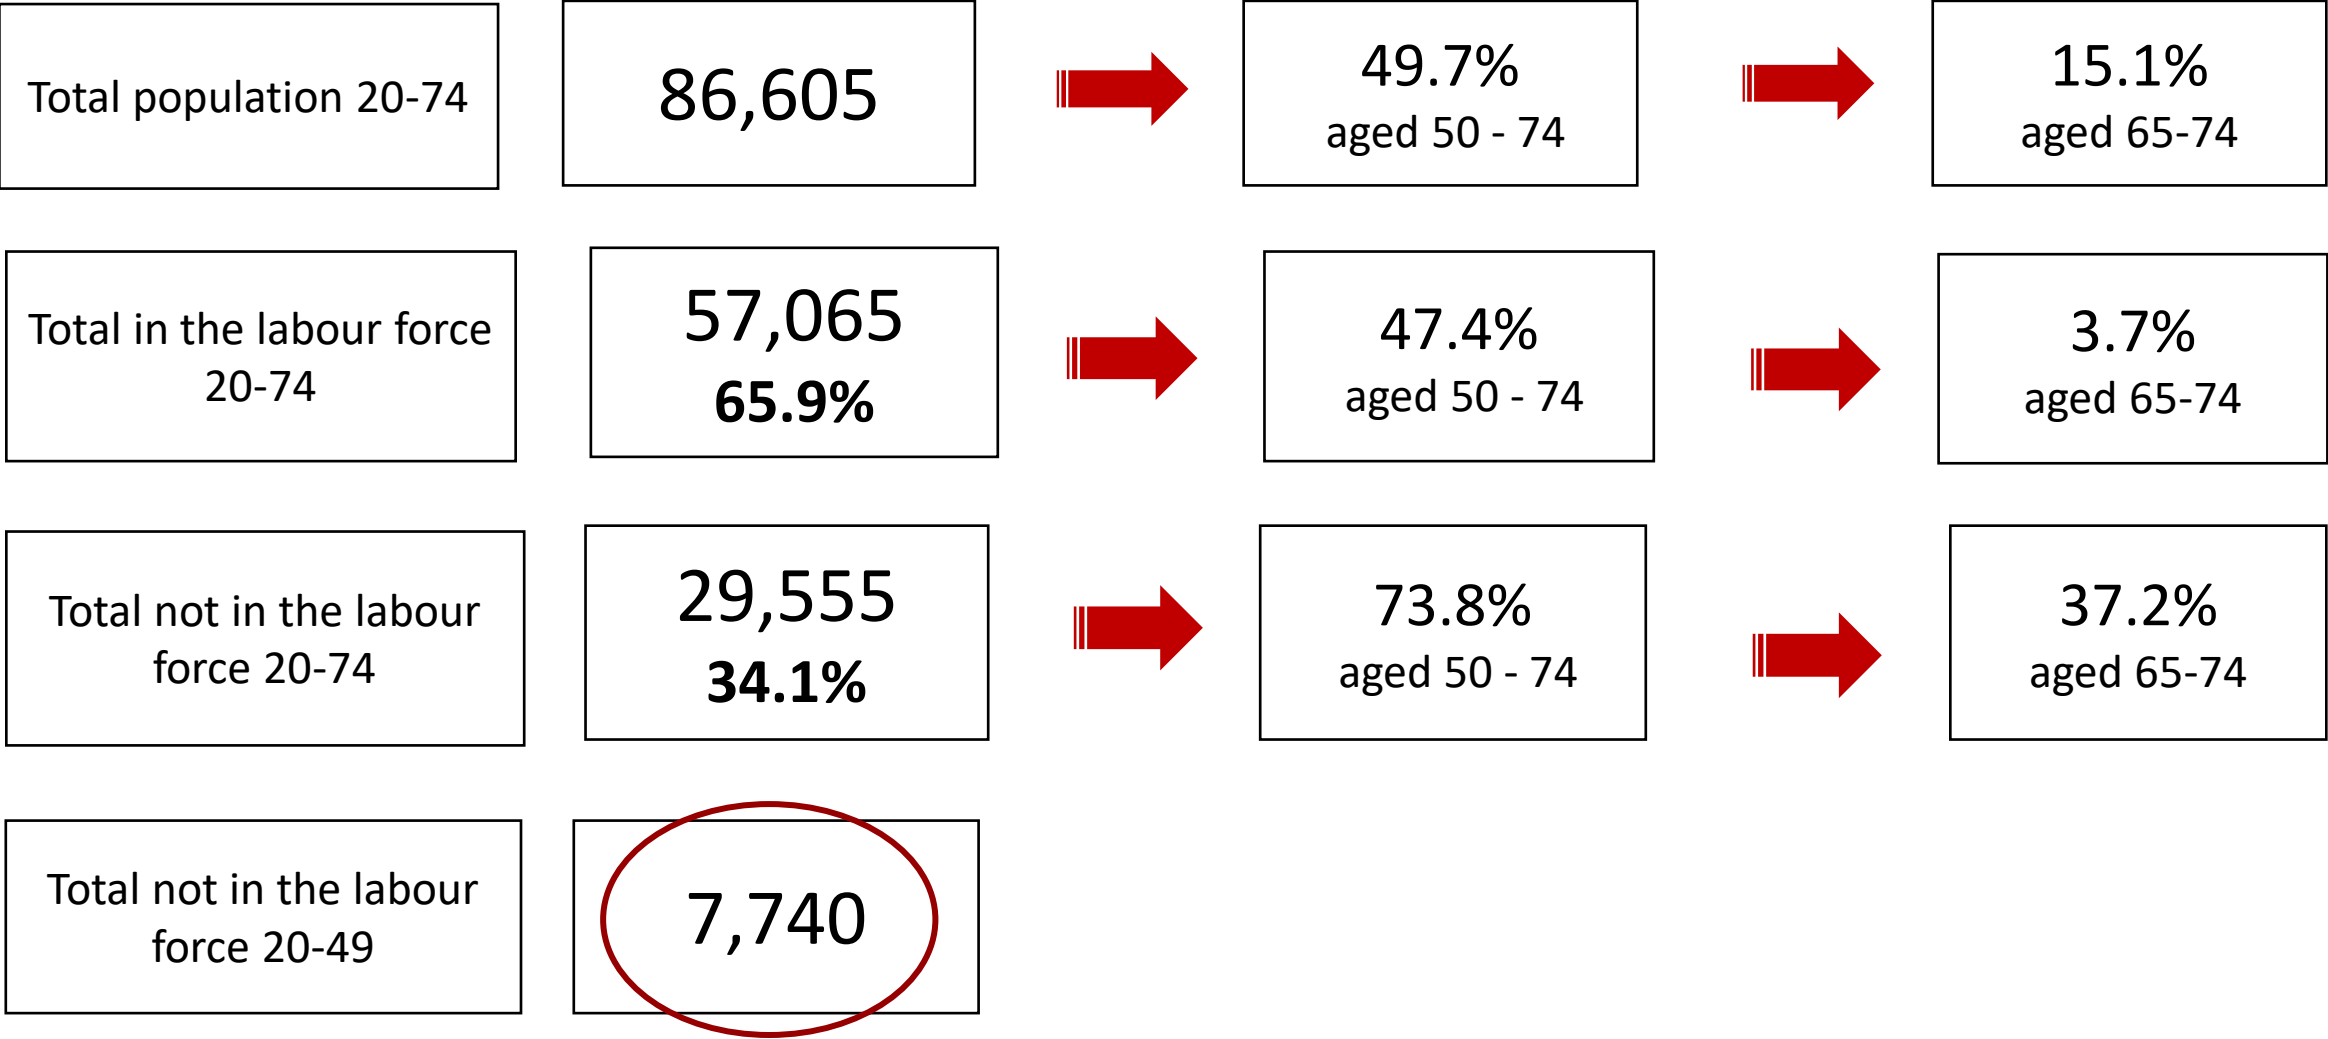 Total population 20-74
86,605
49.7%
aged 50 - 74
15.1%
aged 65-74
Total in the labour force
20-74
57,065
65.9%
47.4%
aged 50 - 74
3.7%
aged 65-74
Total not in the labour
force 20-74
29,555
34.1%
73.8%
aged 50 - 74
37.2%
aged 65-74
Total not in the labour
force 20-49
7,740